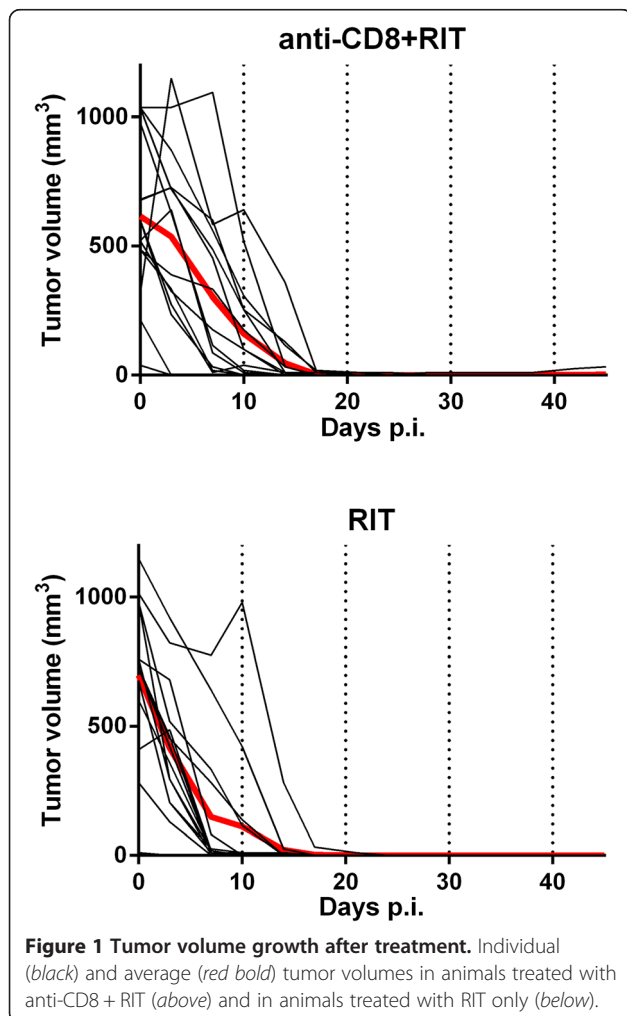 anti-CD8+RIT
Tumor volume (mm³)
1000
500
0
0 10 20 30 40
Days p.i.
RIT
Tumor volume (mm³)
1000
500
0
0 10 20 30 40
Days p.i.
Figure 1 Tumor volume growth after treatment. Individual
(black) and average (red bold) tumor volumes in animals treated with
anti-CD8 + RIT (above) and in animals treated with RIT only (below).